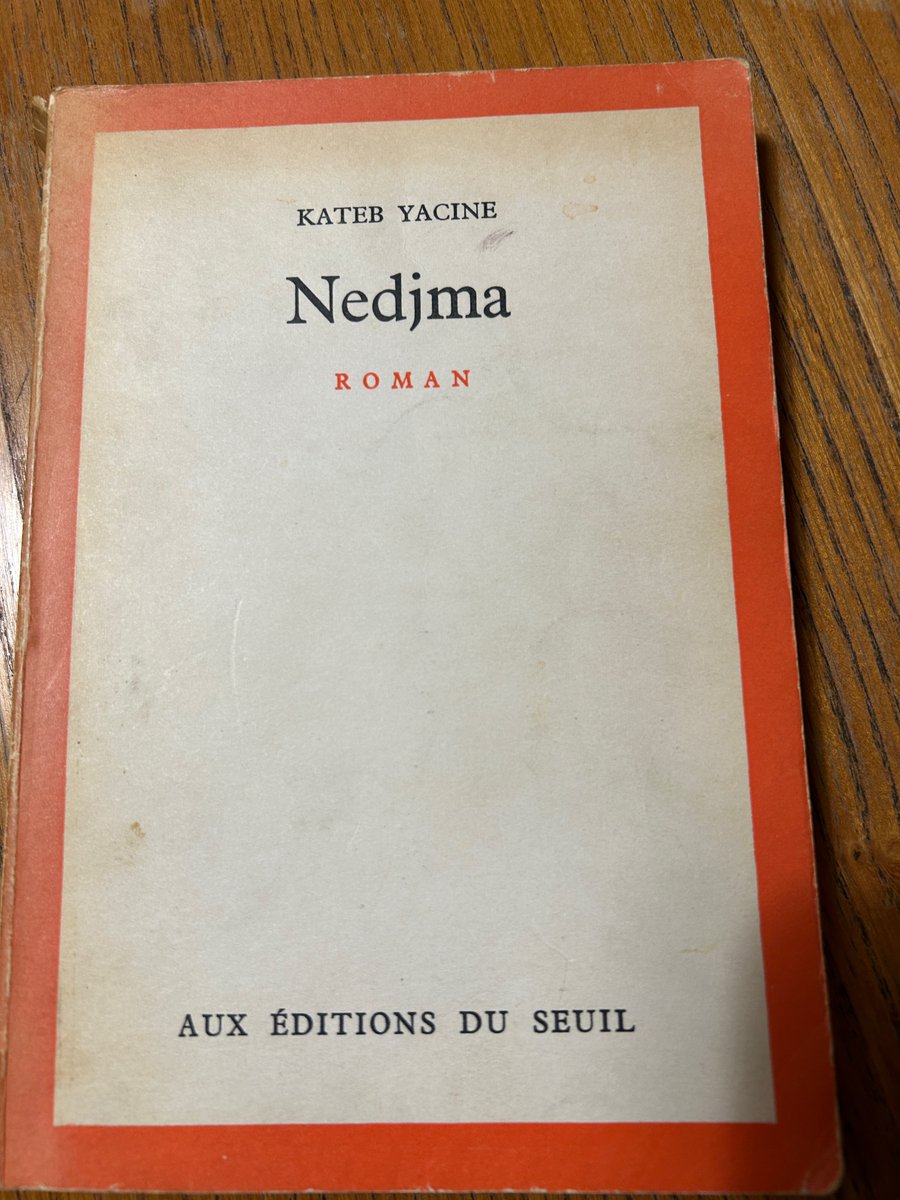 KATEB YACINE
Nedjma
ROMAN
AUX ÉDITIONS DU SEUIL